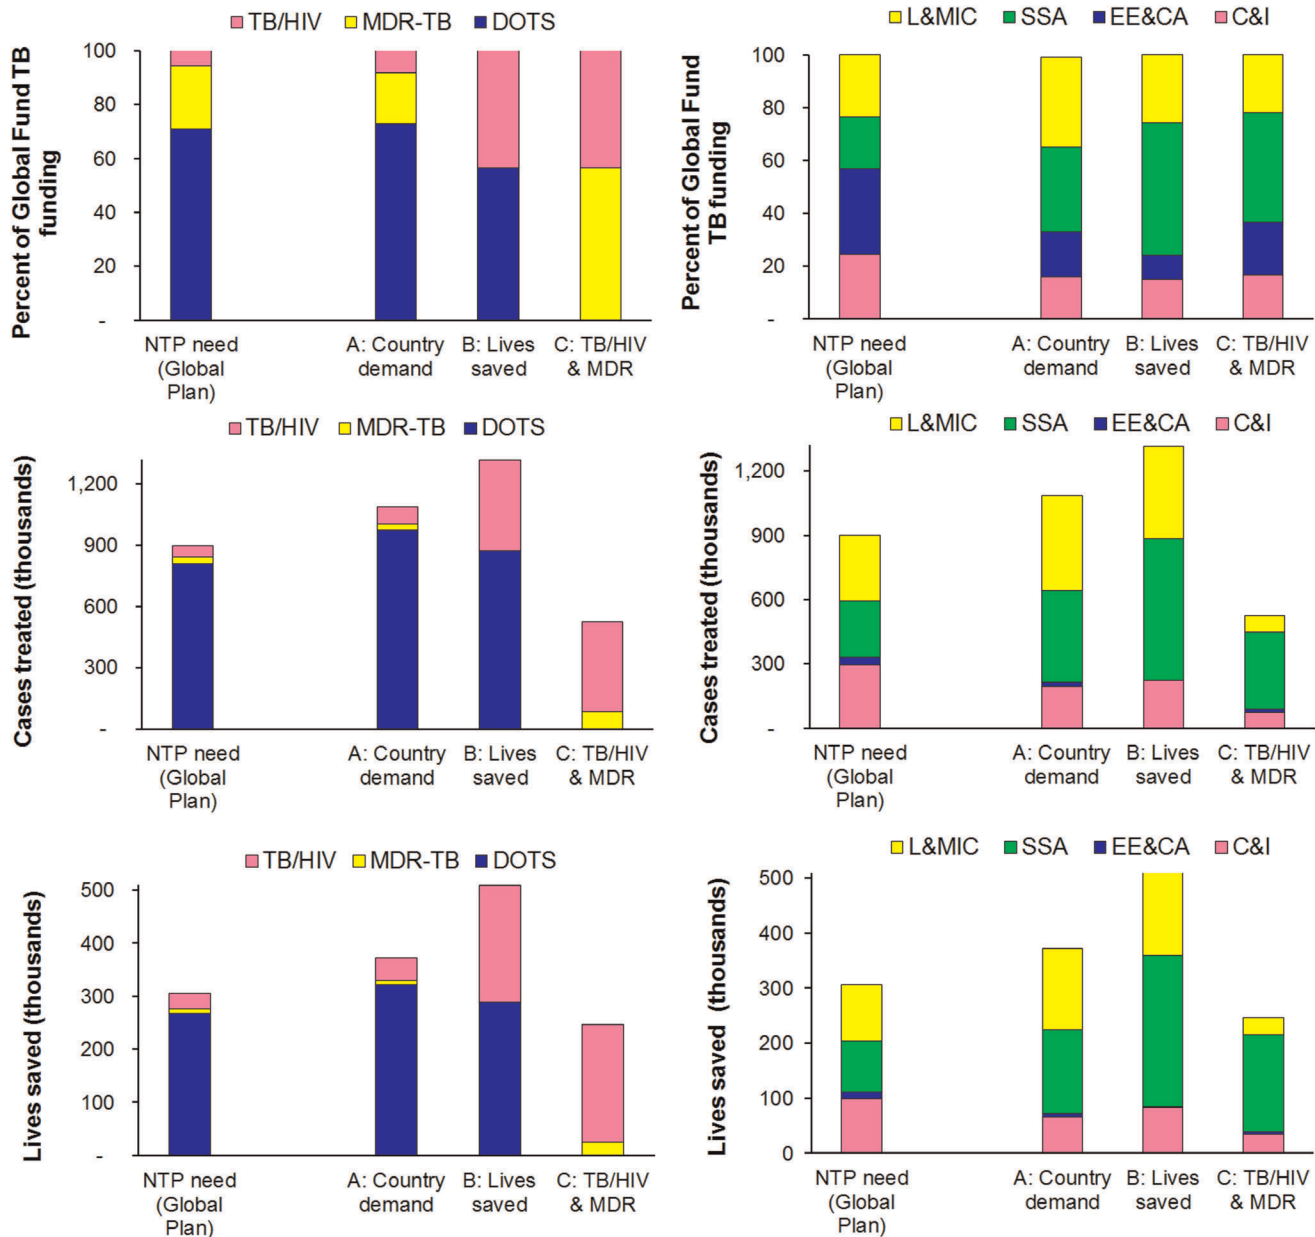 TB/HIV MDR-TB DOTS
Percent of Global Fund TB
funding
100
80
60
40
20
-
NTP need
(Global
Plan)
A: Country
demand
B: Lives
saved
C: TB/HIV
& MDR
L&MIC SSA EE&CA C&I
Percent of Global Fund
TB funding
100
80
60
40
20
-
NTP need
(Global
Plan)
A: Country
demand
B: Lives
saved
C: TB/HIV
& MDR
TB/HIV MDR-TB DOTS
Cases treated (thousands)
1,200
900
600
300
-
NTP need
(Global
Plan)
A: Country
demand
B: Lives
saved
C: TB/HIV
& MDR
L&MIC SSA EE&CA C&I
Cases treated (thousands)
1,200
900
600
300
-
NTP need
(Global
Plan)
A: Country
demand
B: Lives
saved
C: TB/HIV
& MDR
TB/HIV MDR-TB DOTS
Lives saved (thousands)
500
400
300
200
100
-
NTP need
(Global
Plan)
A: Country
demand
B: Lives
saved
C: TB/HIV
& MDR
L&MIC SSA EE&CA C&I
Lives saved (thousands)
500
400
300
200
100
0
NTP need
(Global
Plan)
A: Country
demand
B: Lives
saved
C: TB/HIV
& MDR